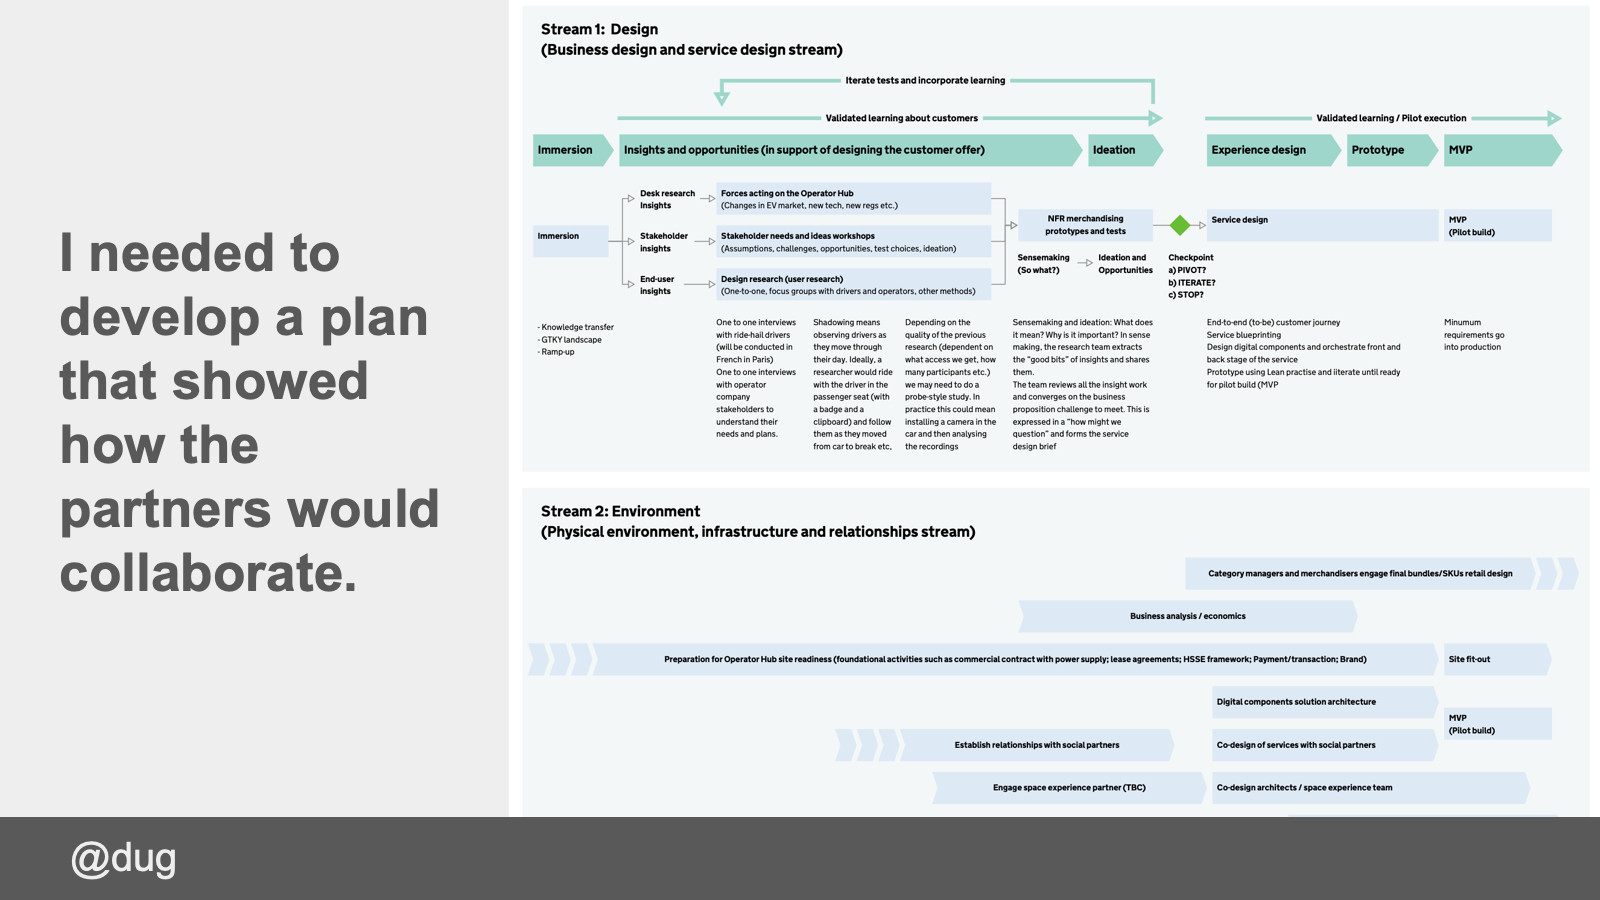 I needed to
develop a plan
that showed
how the
partners would
collaborate.
@dug
Stream 1: Design
(Business design and service design stream)
Iterate tests and incorporate learning
Validated learning about customers
Validated learning / Pilot execution
Immersion
Insights and opportunities (in support of designing the customer offer)
Ideation
Experience design
Prototype
MVP
Immersion
Desk research
Insights
Forces acting on the Operator Hub
(Changes in EV market, new tech, new regs etc.)
Stakeholder
insights
Stakeholder needs and ideas workshops
(Assumptions, challenges, opportunities, test choices, ideation)
End-user
insights
Design research (user research)
(One-to-one, focus groups with drivers and operators, other methods)
NFR merchandising
prototypes and tests
Sensemaking
(So what?)
Ideation and
Opportunities
Checkpoint
a) PIVOT?
b) ITERATE?
c) STOP?
Service design
MVP
(Pilot build)
- Knowledge transfer
- GTKY landscape
- Ramp-up
One to one interviews
with ride-hail drivers
(will be conducted in
French in Paris)
One to one interviews
with operator
company
stakeholders to
understand their
needs and plans.
Shadowing means
observing drivers as
they move through
their day. Ideally, a
researcher would ride
with the driver in the
passenger seat (with
a badge and a
clipboard) and follow
them as they moved
from car to break etc,
Depending on the
quality of the previous
research (dependent on
what access we get, how
many participants etc.)
we may need to do a
probe-style study. In
practice this could mean
installing a camera in the
car and then analysing
the recordings
Sensemaking and ideation: What does
it mean? Why is it important? In sense
making, the research team extracts
the “good bits” of insights and shares
them.
The team reviews all the insight work
and converges on the business
proposition challenge to meet. This is
expressed in a “how might we
question” and forms the service
design brief
End-to-end (to-be) customer journey
Service blueprinting
Design digital components and orchestrate front and
back stage of the service
Prototype using Lean practise and iiterate until ready
for pilot build (MVP
Minumum
requirements go
into production
Stream 2: Environment
(Physical environment, infrastructure and relationships stream)
Category managers and merchandisers engage final bundles/SKUs retail design
Business analysis / economics
Preparation for Operator Hub site readiness (foundational activities such as commercial contract with power supply; lease agreements; HSSE framework; Payment/transaction; Brand)
Site fit-out
Digital components solution architecture
MVP
(Pilot build)
Establish relationships with social partners
Co-design of services with social partners
Engage space experience partner (TBC)
Co-design architects / space experience team